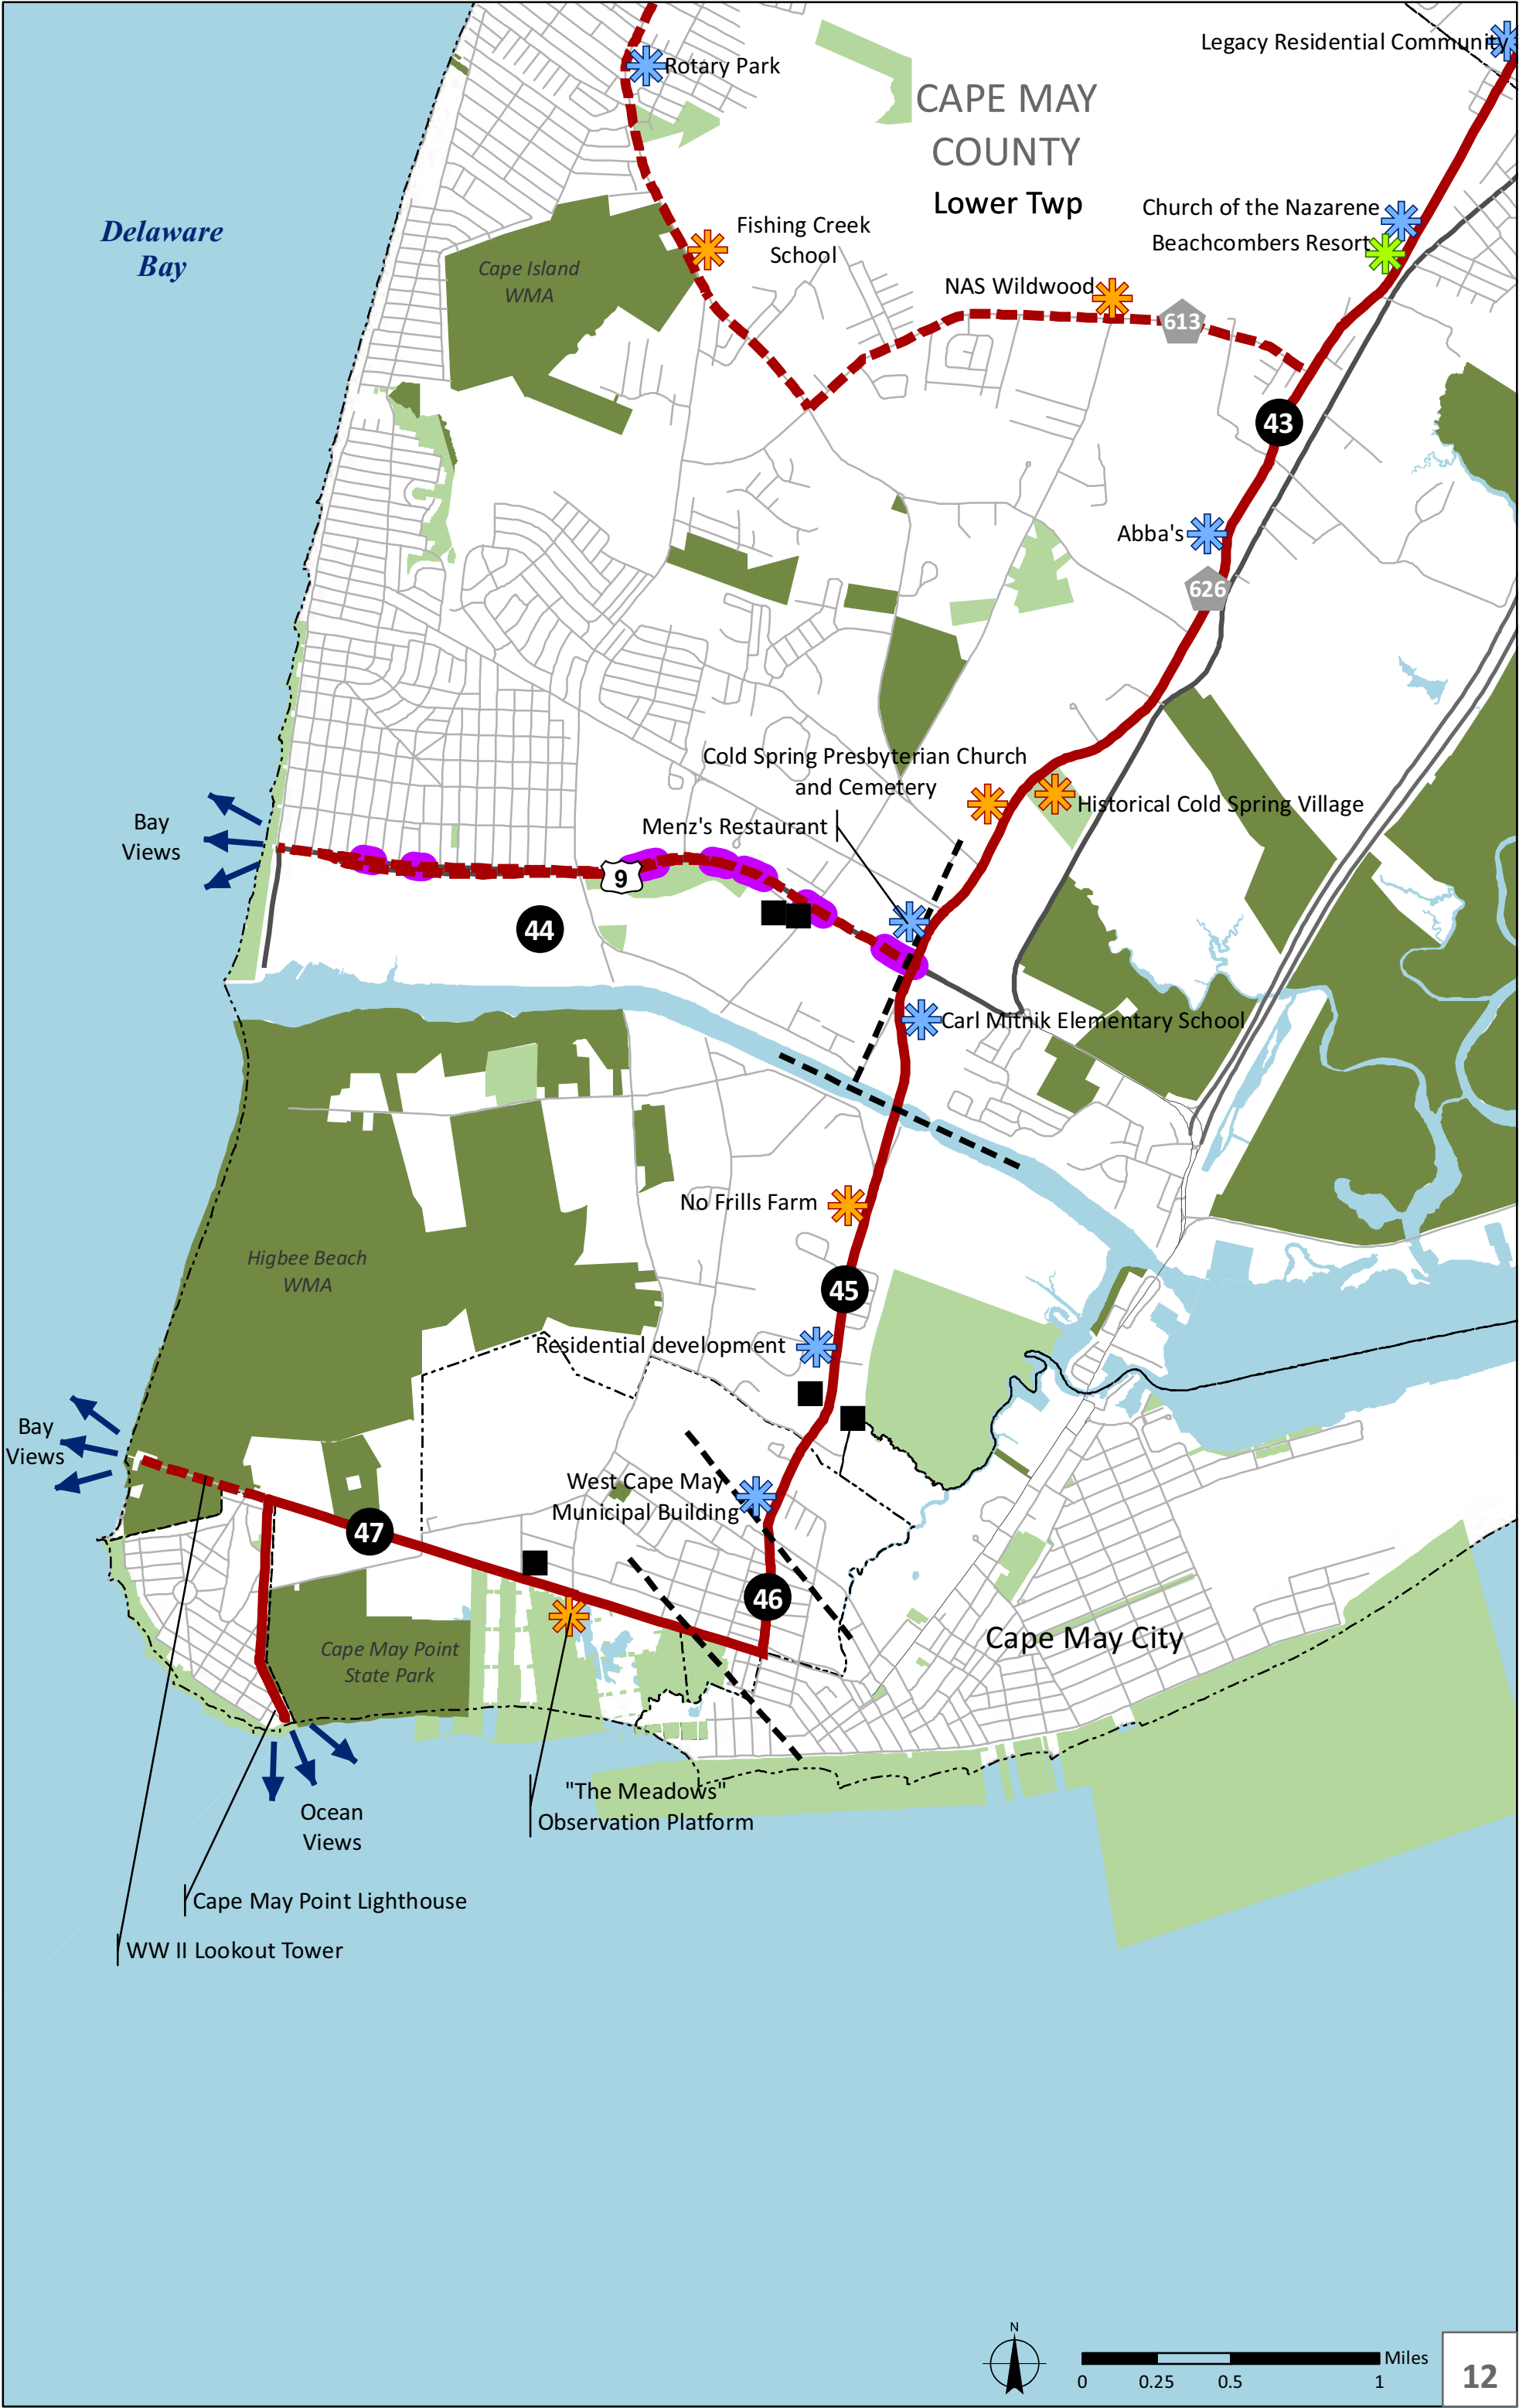 Legacy Residential Community
Rotary Park
CAPE MAY
COUNTY
Lower Twp
Church of the Nazarene
Beachcombers Resort
Delaware
Bay
Fishing Creek
School
Cape Island
WMA
NAS Wildwood
613
43
Abba's
626
Cold Spring Presbyterian Church
and Cemetery
Historical Cold Spring Village
Menz's Restaurant
Bay
Views
9
44
Carl Mitnik Elementary School
No Frills Farm
Higbee Beach
WMA
45
Residential development
Bay
Views
West Cape May
Municipal Building
47
46
Cape May City
Cape May Point
State Park
"The Meadows"
Observation Platform
Ocean
Views
Cape May Point Lighthouse
WW II Lookout Tower
N
Miles
0 0.25 0.5 1
12